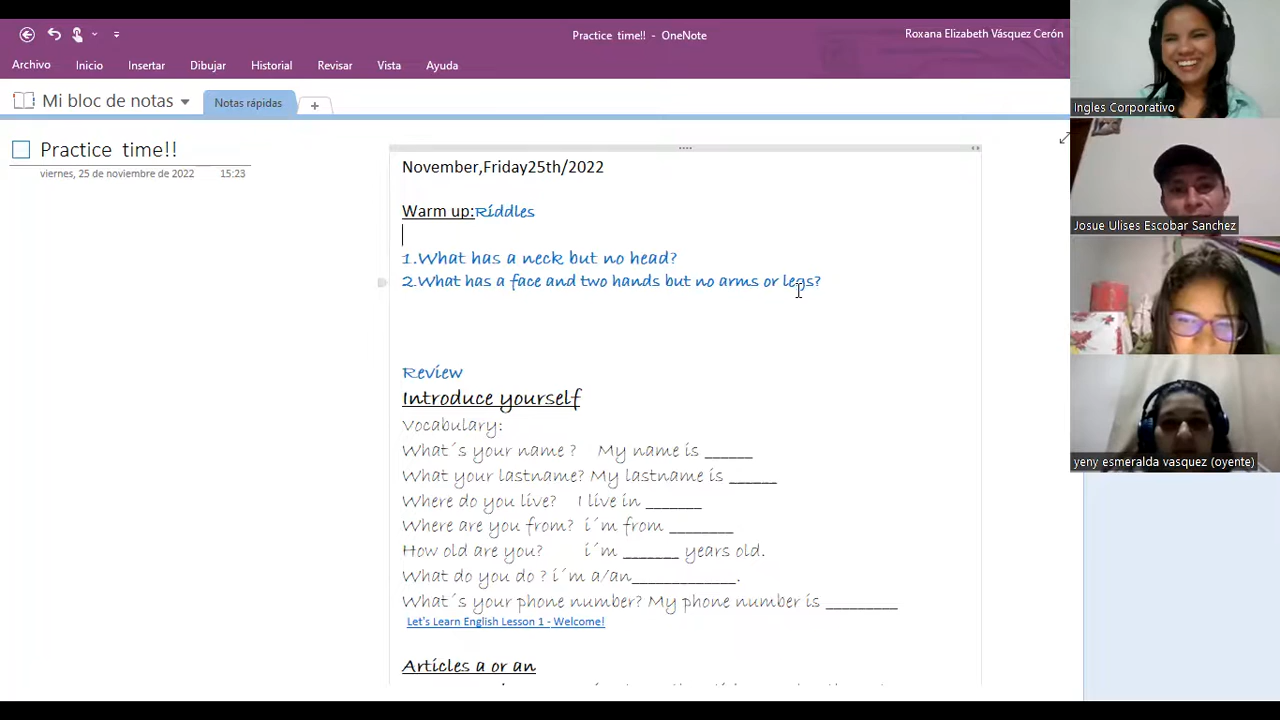 Practice time!! - OneNote
Roxana Elizabeth Vásquez Cerón
Archivo Inicio Insertar Dibujar Historial Revisar Vista Ayuda
Mi bloc de notas
Notas rápidas
Practice time!!
viernes, 25 de noviembre de 2022 15:23
November,Friday25th/2022
Warm up:Riddles
1.What has a neck but no head?
2.What has a face and two hands but no arms or legs?
Review
Introduce yourself
Vocabulary:
What´s your name ? My name is ______
What your lastname? My lastname is ______
Where do you live? I live in _______
Where are you from? i´m from ________
How old are you? i´m _______ years old.
What do you do ? i´m a/an_____________.
What´s your phone number? My phone number is _________
Let's Learn English Lesson 1 - Welcome!
Articles a or an
Ingles Corporativo
Josue Ulises Escobar Sanchez
yeny esmeralda vasquez (oyente)